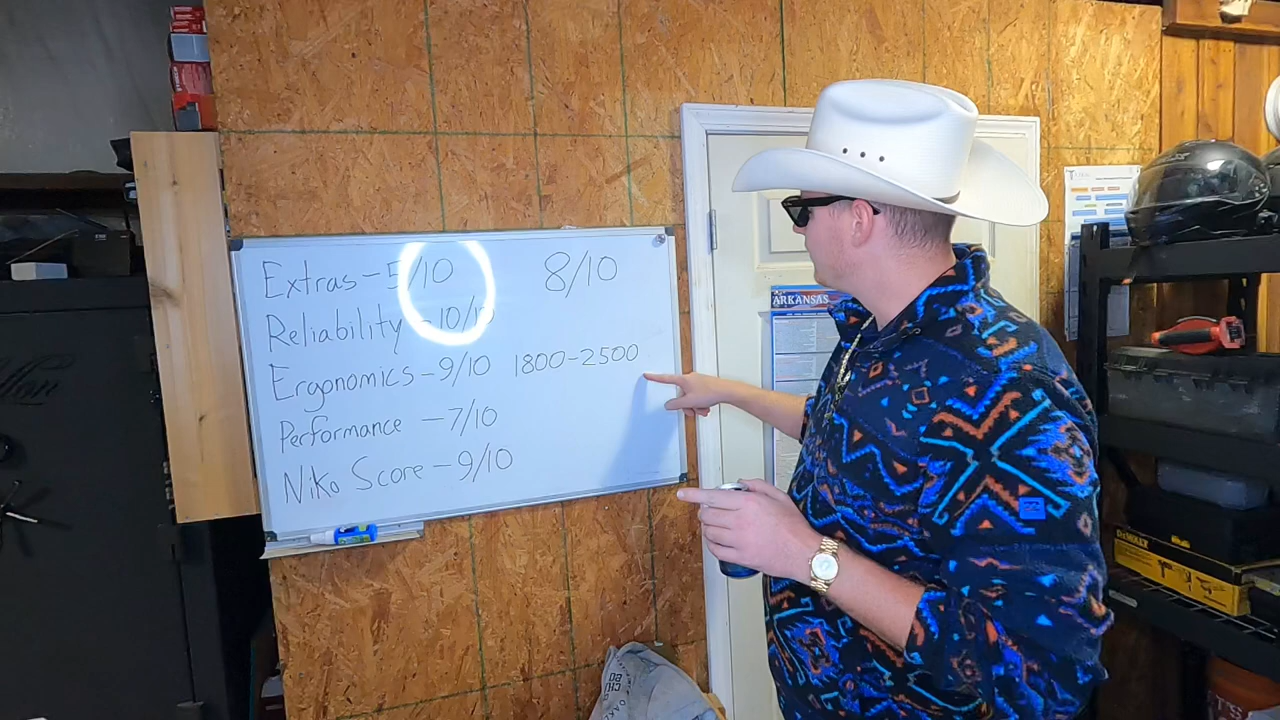 Extras - 5/10 8/10
Reliability - 10/10
Ergonomics - 9/10 1800-2500
Performance - 7/10
Niko Score - 9/10
ARKANSAS
DEWALT